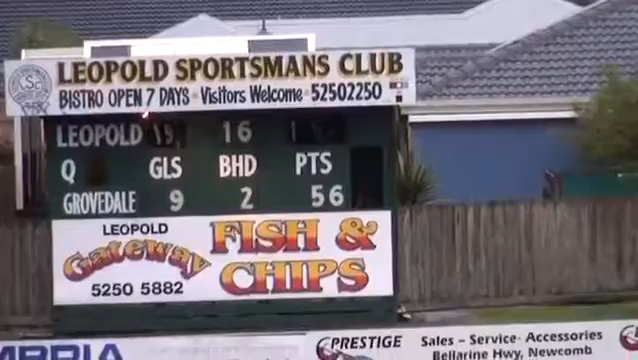 LEOPOLD SPORTSMANS CLUB
BISTRO OPEN 7 DAYS - Visitors Welcome - 52502250
LEOPOLD 16
Q GLS BHD PTS
GROVEDALE 9 2 56
LEOPOLD
Gateway
5250 5882
FISH &
CHIPS
PRESTIGE
Sales - Service - Accessories
Bellarine Hwy, Newcomb